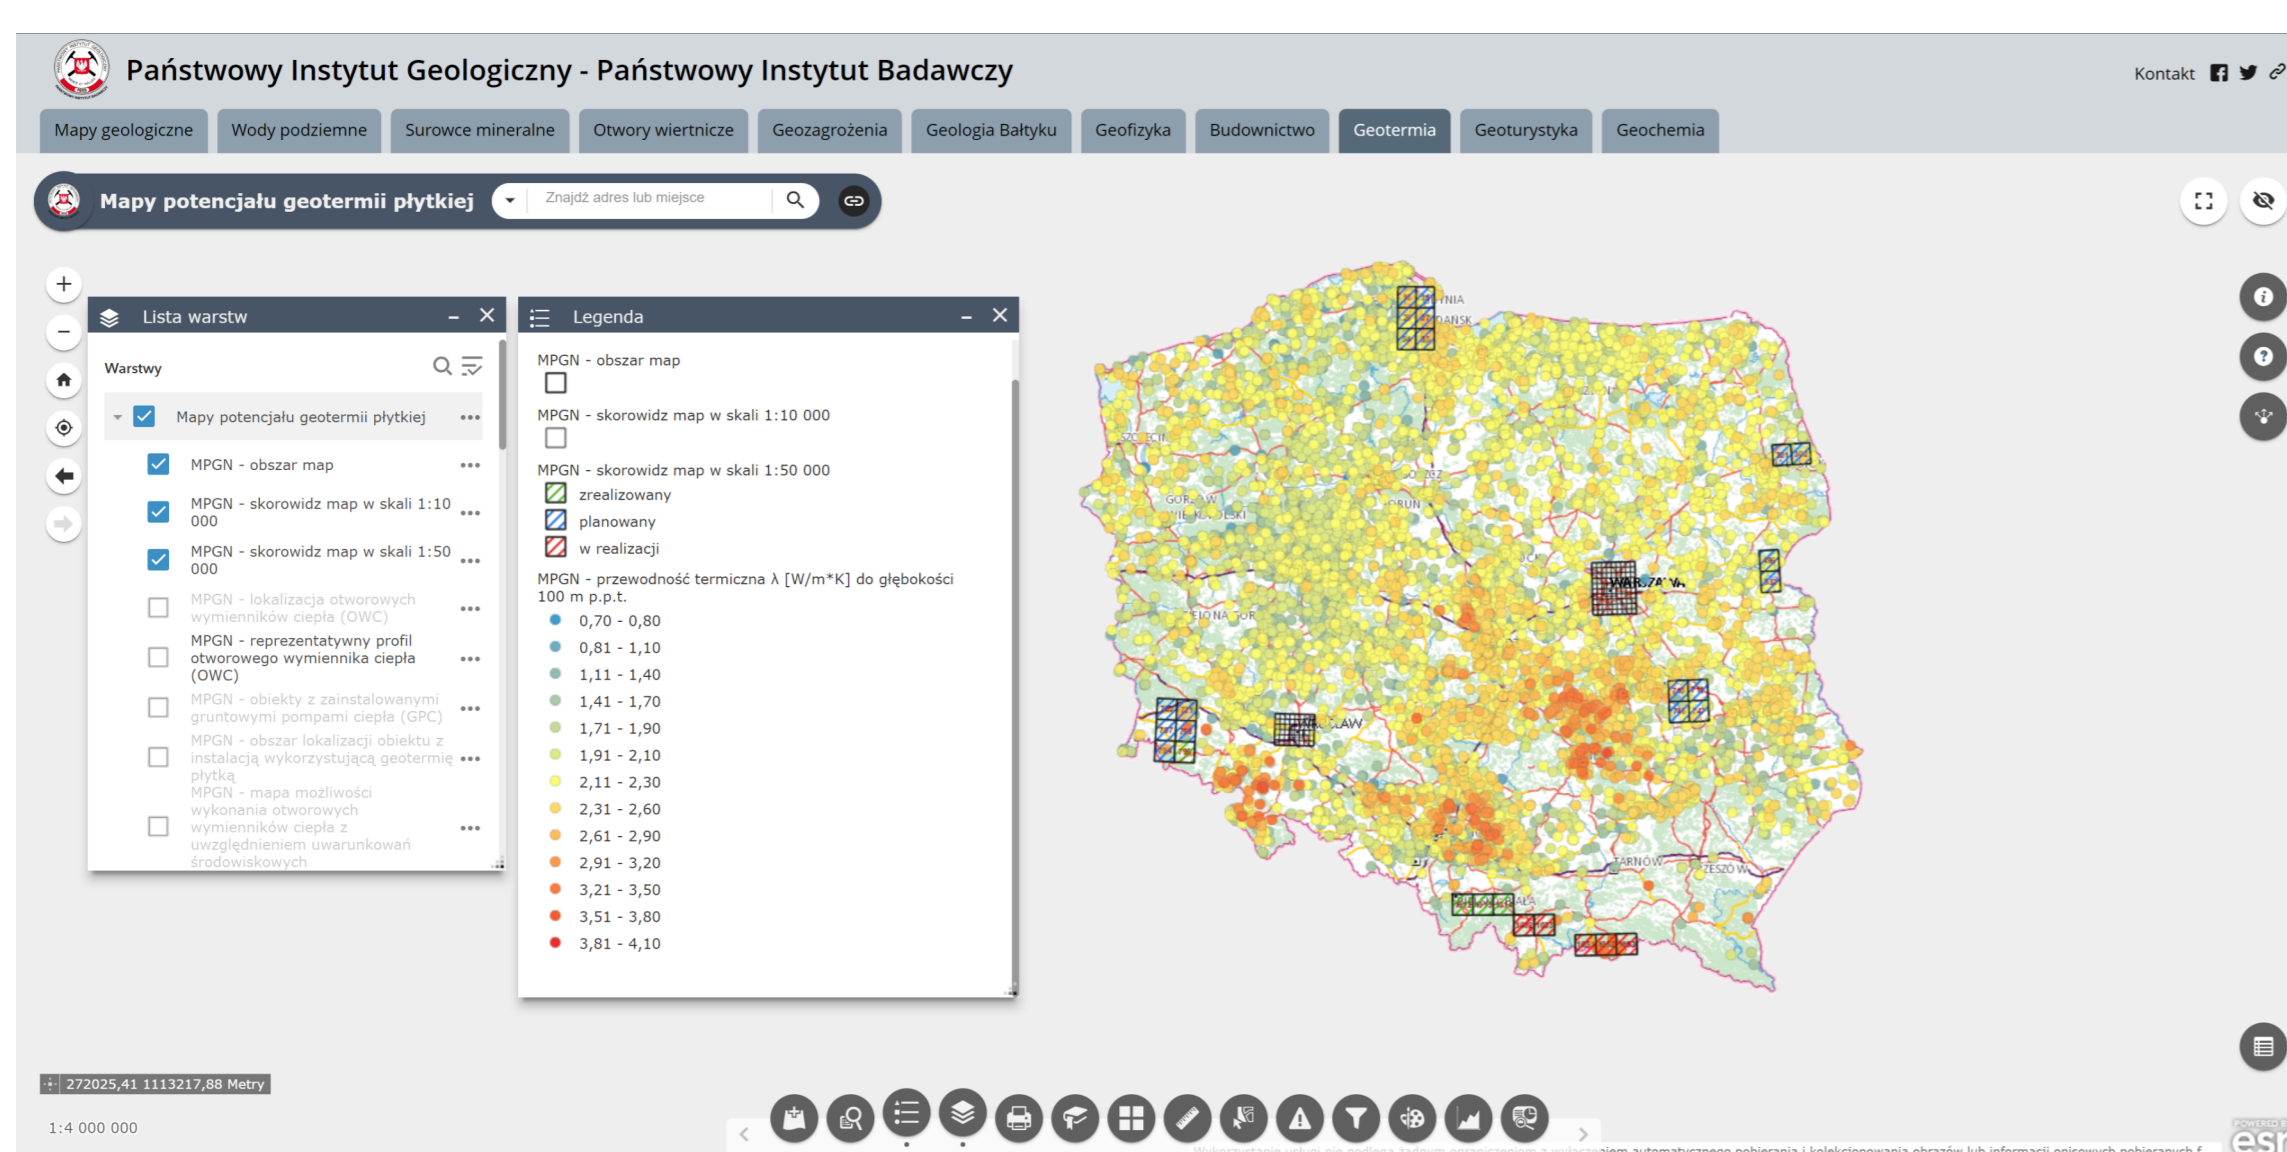 Państwowy Instytut Geologiczny - Państwowy Instytut Badawczy
Kontakt
Mapy geologiczne
Wody podziemne
Surowce mineralne
Otwory wiertnicze
Geozagrożenia
Geologia Bałtyku
Geofizyka
Budownictwo
Geotermia
Geoturystyka
Geochemia
Mapy potencjału geotermii płytkiej
Znajdź adres lub miejsce
Lista warstw
Warstwy
Mapy potencjału geotermii płytkiej
MPGN - obszar map
MPGN - skorowidz map w skali 1:10
000
MPGN - skorowidz map w skali 1:50
000
MPGN - lokalizacja otworowych
wymienników ciepła (OWC)
MPGN - reprezentatywny profil
otworowego wymiennika ciepła
(OWC)
MPGN - obiekty z zainstalowanymi
gruntowymi pompami ciepła (GPC)
MPGN - obszar lokalizacji obiektu z
instalacją wykorzystującą geotermię
płytką
MPGN - mapa możliwości
wykonania otworowych
wymienników ciepła z
uwzględnieniem uwarunkowań
środowiskowych
Legenda
MPGN - obszar map
MPGN - skorowidz map w skali 1:10 000
MPGN - skorowidz map w skali 1:50 000
zrealizowany
planowany
w realizacji
MPGN - przewodność termiczna λ [W/m*K] do głębokości
100 m p.p.t.
0,70 - 0,80
0,81 - 1,10
1,11 - 1,40
1,41 - 1,70
1,71 - 1,90
1,91 - 2,10
2,11 - 2,30
2,31 - 2,60
2,61 - 2,90
2,91 - 3,20
3,21 - 3,50
3,51 - 3,80
3,81 - 4,10
TARNÓW
272025,41 1113217,88 Metry
1:4 000 000
POWERED BY
esri